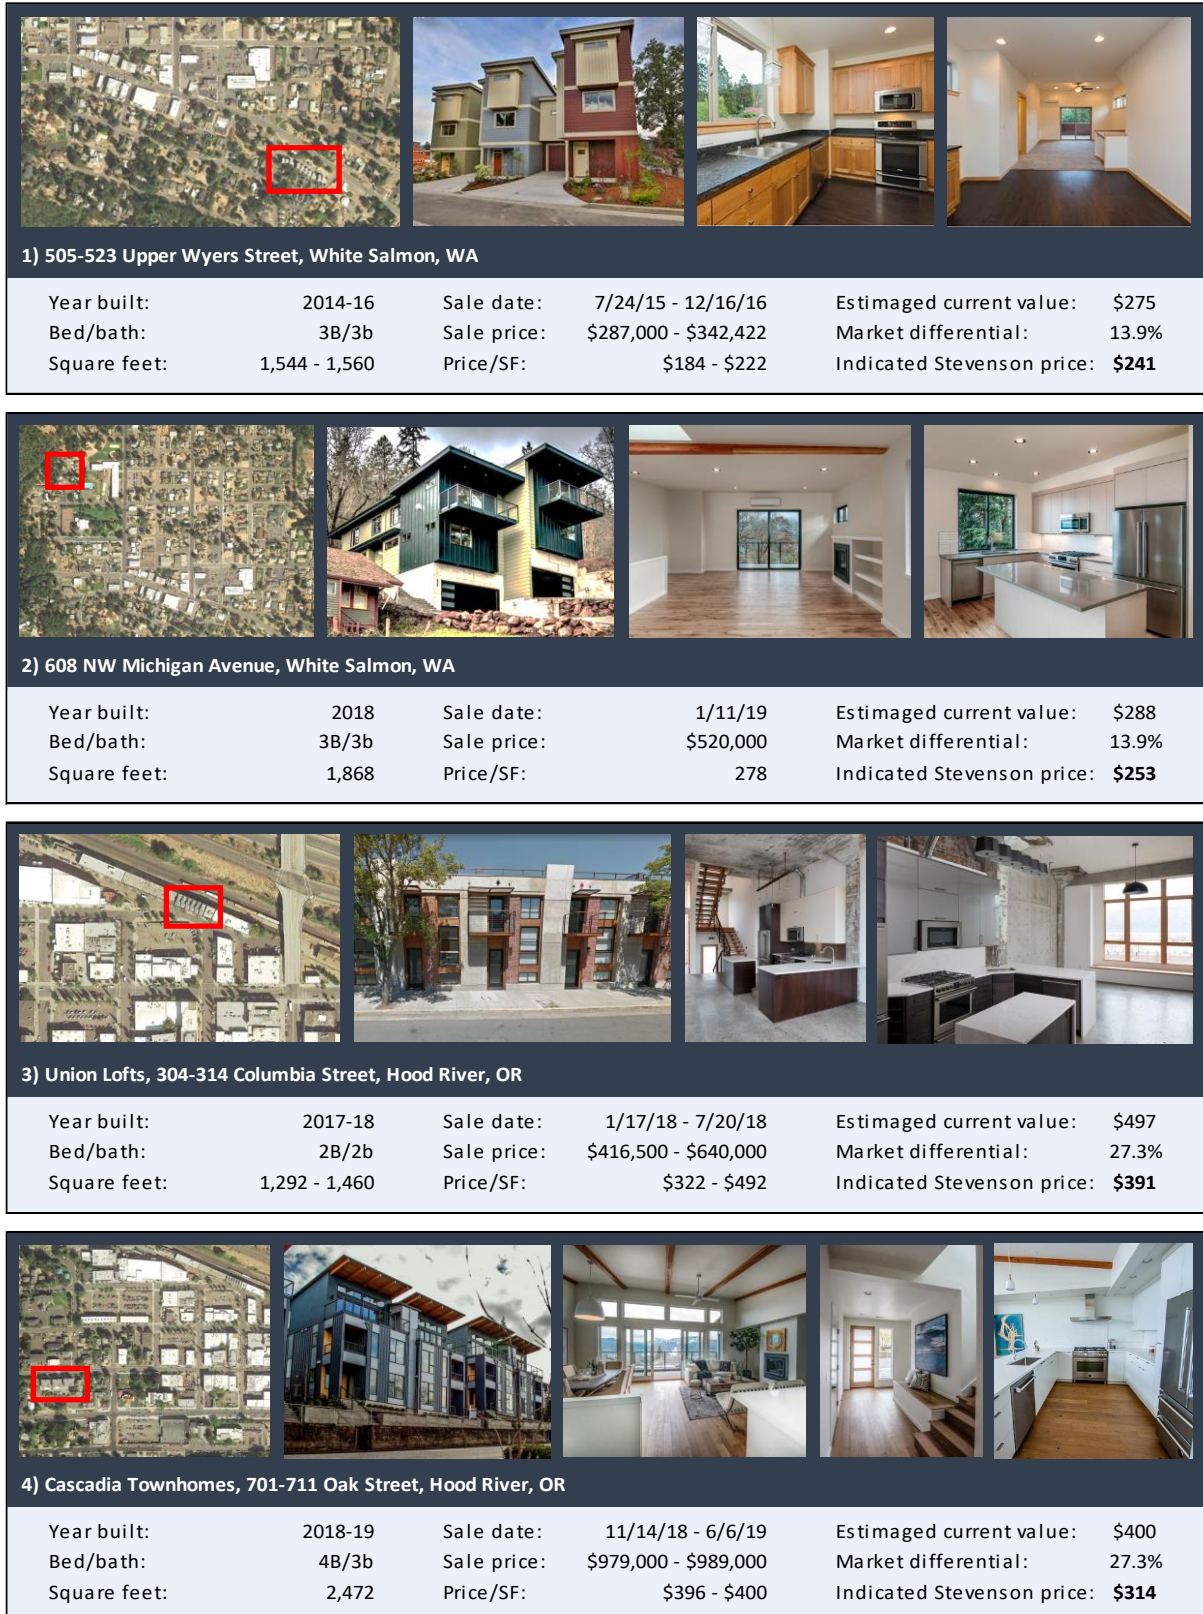 1) 505-523 Upper Wyers Street, White Salmon, WA
Year built: 2014-16 Sale date: 7/24/15 - 12/16/16 Estimaged current value: $275
Bed/bath: 3B/3b Sale price: $287,000 - $342,422 Market differential: 13.9%
Square feet: 1,544 - 1,560 Price/SF: $184 - $222 Indicated Stevenson price: $241
2) 608 NW Michigan Avenue, White Salmon, WA
Year built: 2018 Sale date: 1/11/19 Estimaged current value: $288
Bed/bath: 3B/3b Sale price: $520,000 Market differential: 13.9%
Square feet: 1,868 Price/SF: 278 Indicated Stevenson price: $253
3) Union Lofts, 304-314 Columbia Street, Hood River, OR
Year built: 2017-18 Sale date: 1/17/18 - 7/20/18 Estimaged current value: $497
Bed/bath: 2B/2b Sale price: $416,500 - $640,000 Market differential: 27.3%
Square feet: 1,292 - 1,460 Price/SF: $322 - $492 Indicated Stevenson price: $391
4) Cascadia Townhomes, 701-711 Oak Street, Hood River, OR
Year built: 2018-19 Sale date: 11/14/18 - 6/6/19 Estimaged current value: $400
Bed/bath: 4B/3b Sale price: $979,000 - $989,000 Market differential: 27.3%
Square feet: 2,472 Price/SF: $396 - $400 Indicated Stevenson price: $314